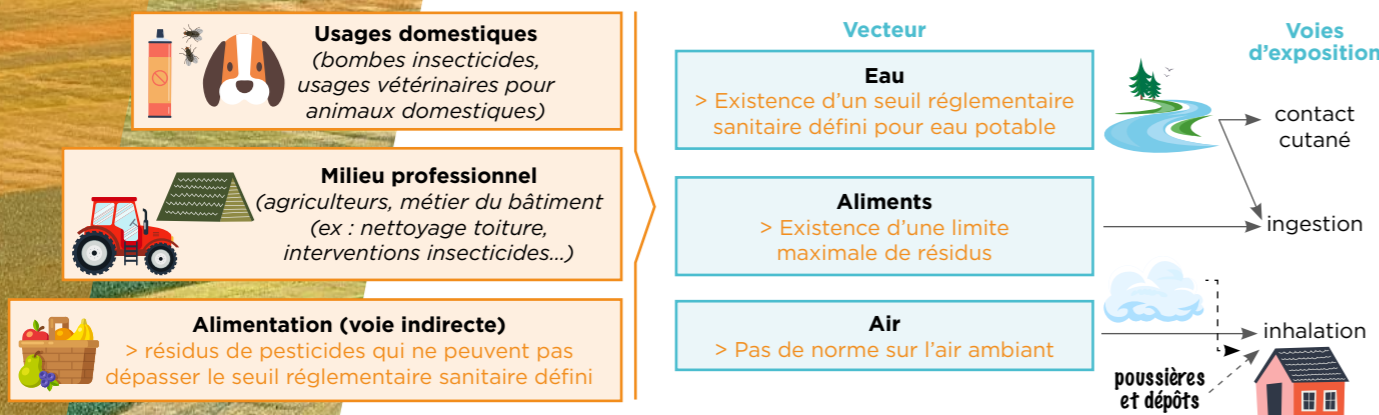 Usages domestiques
(bombes insecticides,
usages vétérinaires pour
animaux domestiques)
Milieu professionnel
(agriculteurs, métier du bâtiment
(ex : nettoyage toiture,
interventions insecticides...)
Alimentation (voie indirecte)
> résidus de pesticides qui ne peuvent pas
dépasser le seuil réglementaire sanitaire défini
Vecteur
Eau
> Existence d'un seuil réglementaire
sanitaire défini pour eau potable
Aliments
> Existence d'une limite
maximale de résidus
Air
> Pas de norme sur l'air ambiant
Voies
d'exposition
contact
cutané
ingestion
inhalation
poussières
et dépôts